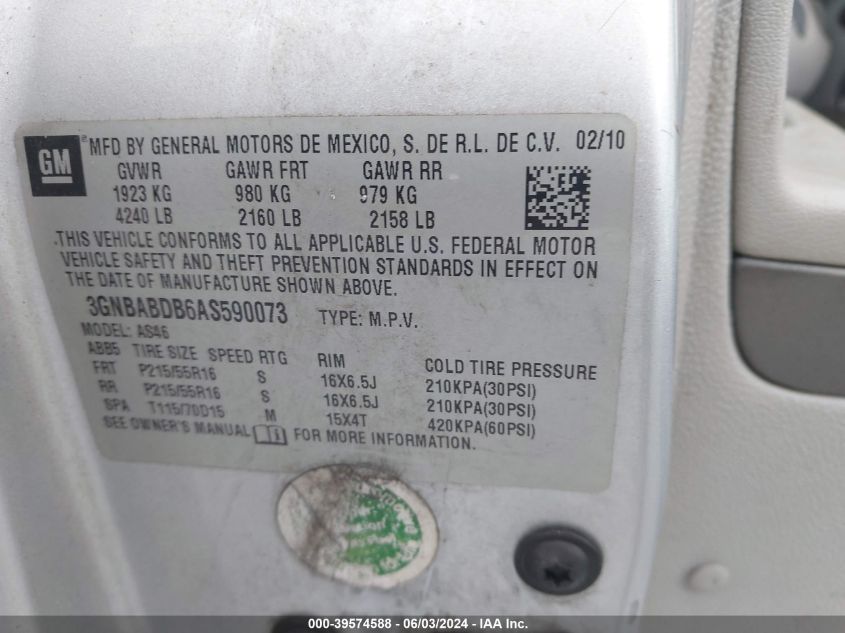 GM
® MFD BY GENERAL MOTORS DE MEXICO, S. DE R.L. DE C.V. 02/10
GVWR GAWR FRT GAWR RR
1923 KG 980 KG 979 KG
4240 LB 2160 LB 2158 LB
THIS VEHICLE CONFORMS TO ALL APPLICABLE U.S. FEDERAL MOTOR
VEHICLE SAFETY AND THEFT PREVENTION STANDARDS IN EFFECT ON
THE DATE OF MANUFACTURE SHOWN ABOVE.
3GNBABDB6AS590073 TYPE: M.P.V.
MODEL: AS46
ABB5 TIRE SIZE SPEED RTG RIM COLD TIRE PRESSURE
FRT P215/55R16 S 16X6.5J 210KPA(30PSI)
RR P215/55R16 S 16X6.5J 210KPA(30PSI)
SPA T115/70D15 M 15X4T 420KPA(60PSI)
SEE OWNER'S MANUAL FOR MORE INFORMATION.
000-39574588 - 06/03/2024 - IAA Inc.